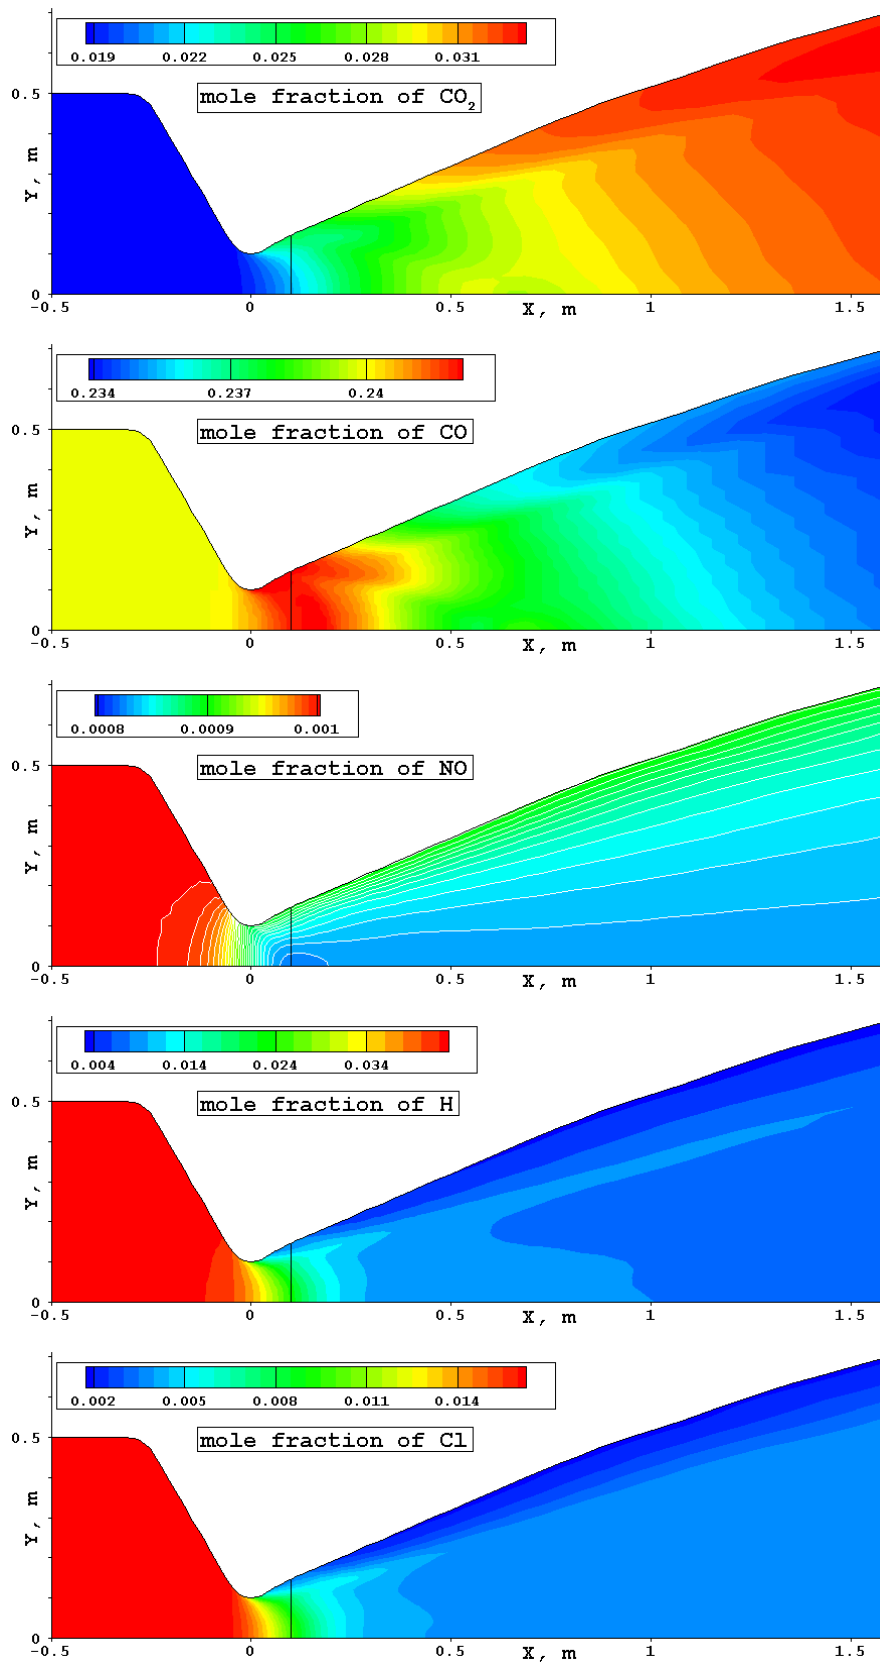 0.019 0.022 0.025 0.028 0.031
mole fraction of CO2
0.5
Y, m
0
-0.5 0 0.5 1 1.5
X, m
0.234 0.237 0.24
mole fraction of CO
0.5
Y, m
0
-0.5 0 0.5 1 1.5
X, m
0.0008 0.0009 0.001
mole fraction of NO
0.5
Y, m
0
-0.5 0 0.5 1 1.5
X, m
0.004 0.014 0.024 0.034
mole fraction of H
0.5
Y, m
0
-0.5 0 0.5 1 1.5
X, m
0.002 0.005 0.008 0.011 0.014
mole fraction of Cl
0.5
Y, m
0
-0.5 0 0.5 1 1.5
X, m